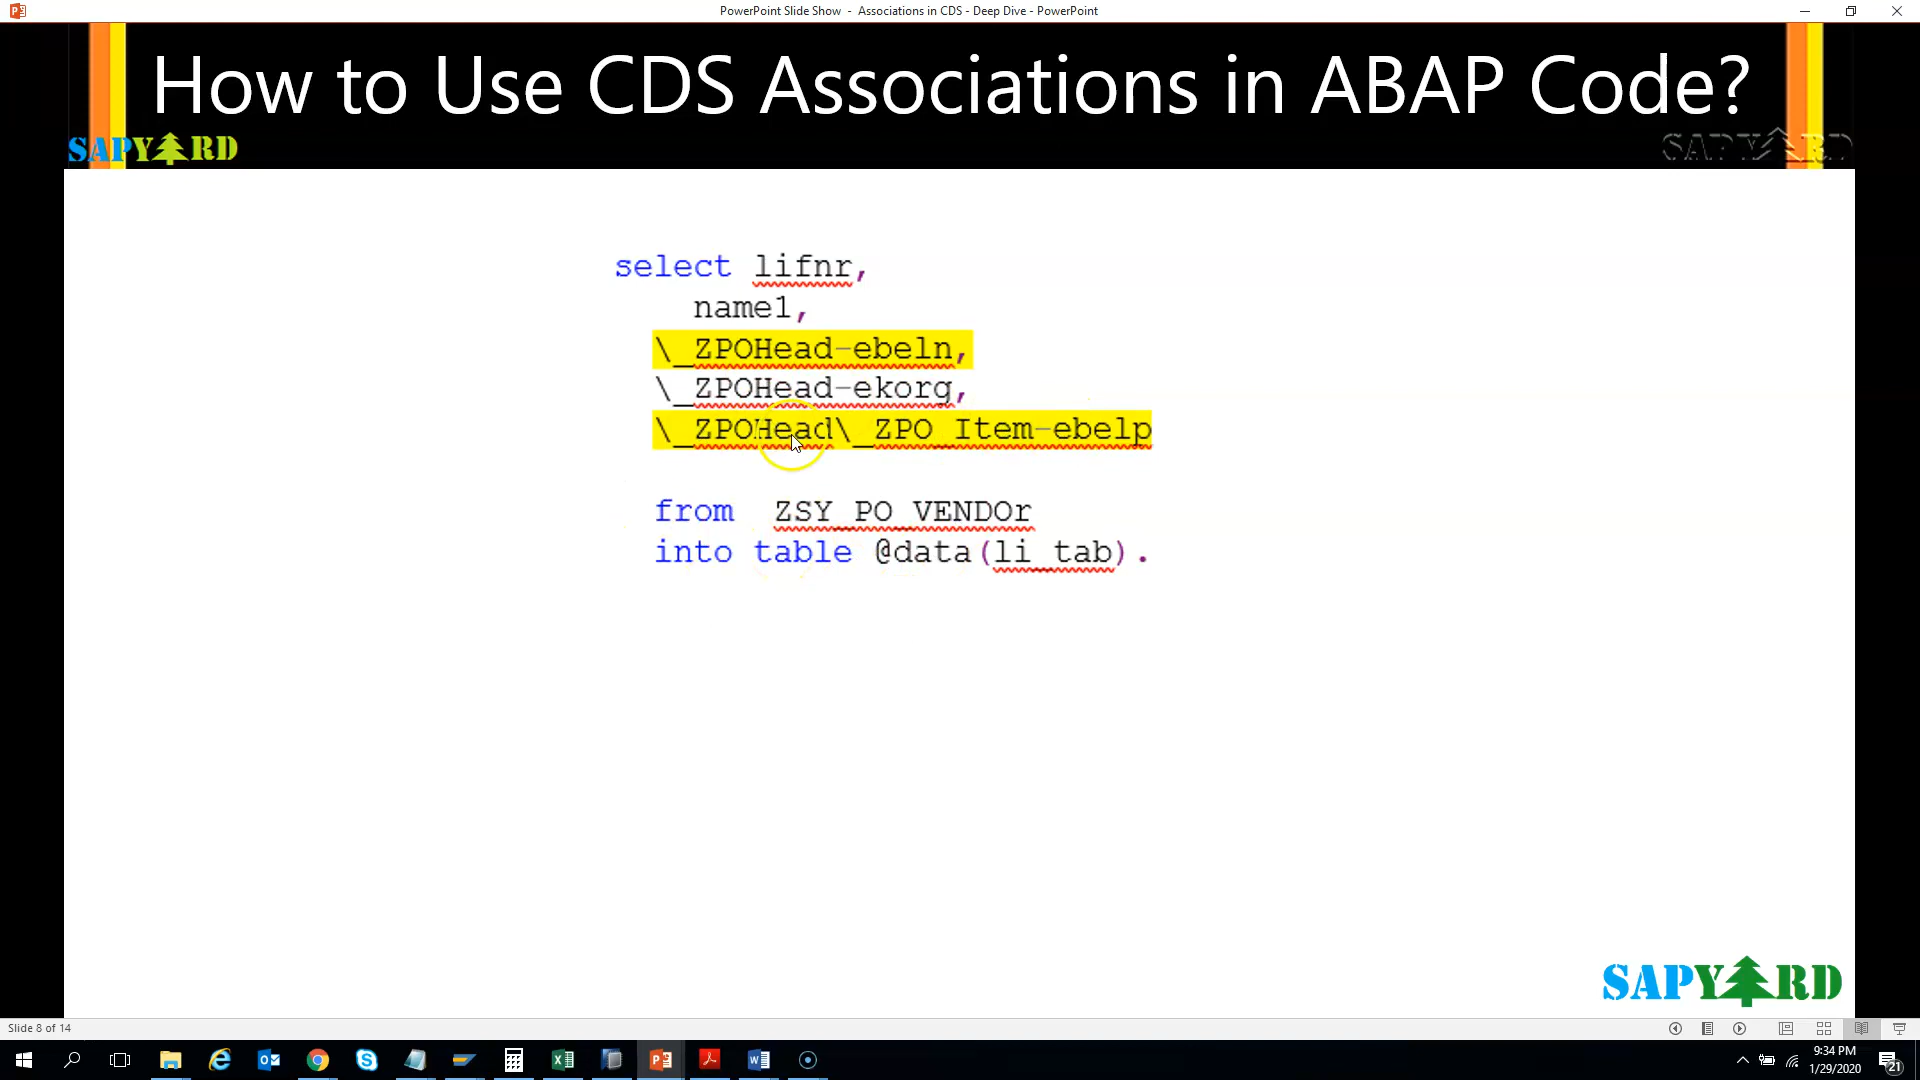 PowerPoint Slide Show - Associations in CDS - Deep Dive - PowerPoint
How to Use CDS Associations in ABAP Code?
SAPYARD
SAPYARD
select lifnr,
name1,
\_ZPOHead-ebeln,
\_ZPOHead-ekorg,
\_ZPOHead\_ZPO_Item-ebelp
from ZSY_PO_VENDOr
into table @data(li_tab).
SAPYARD
Slide 8 of 14
9:34 PM
1/29/2020
21